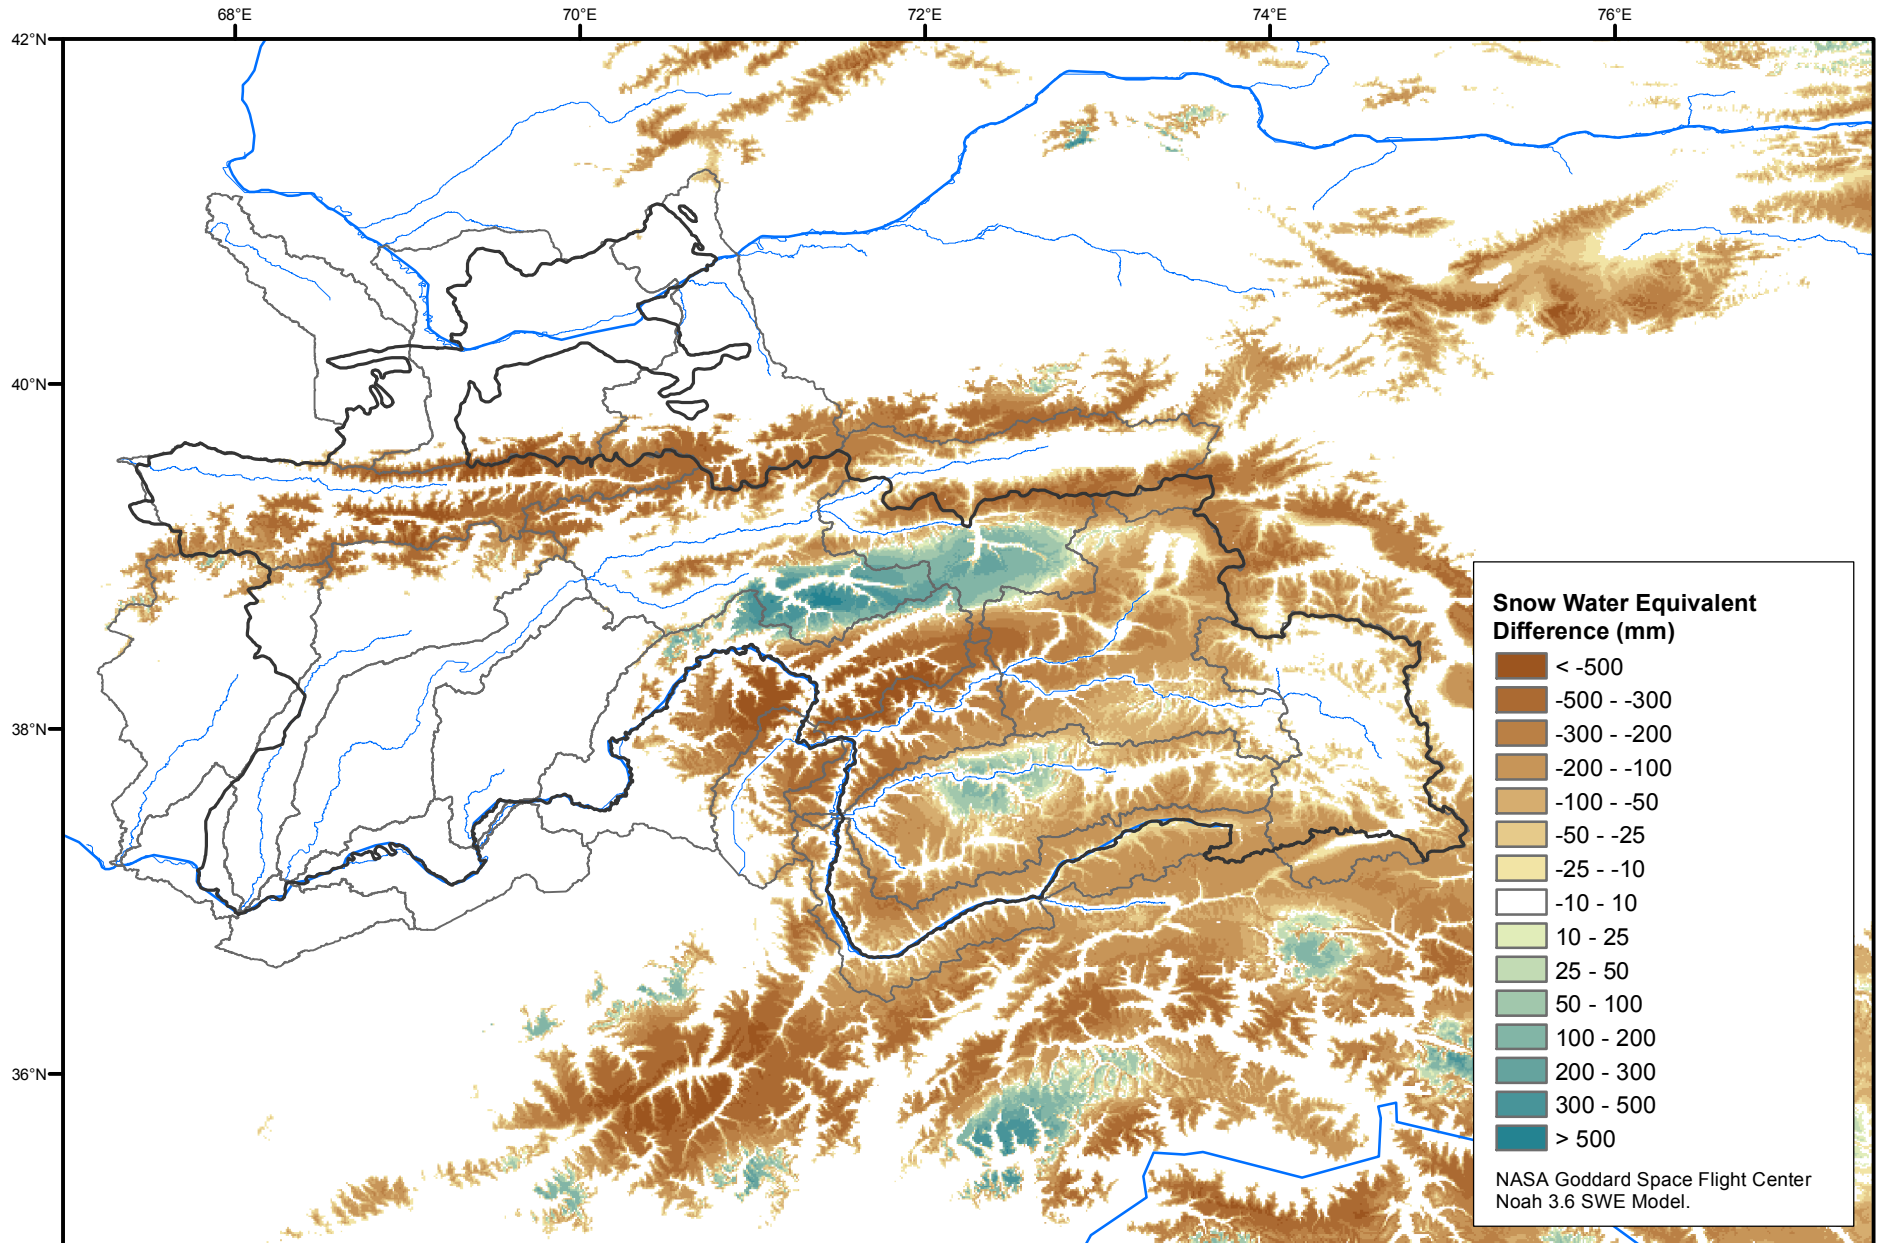 68°E
70°E
72°E
74°E
76°E
42°N
40°N
38°N
36°N
Snow Water Equivalent
Difference (mm)
< -500
-500 - -300
-300 - -200
-200 - -100
-100 - -50
-50 - -25
-25 - -10
-10 - 10
10 - 25
25 - 50
50 - 100
100 - 200
200 - 300
300 - 500
> 500
NASA Goddard Space Flight Center
Noah 3.6 SWE Model.